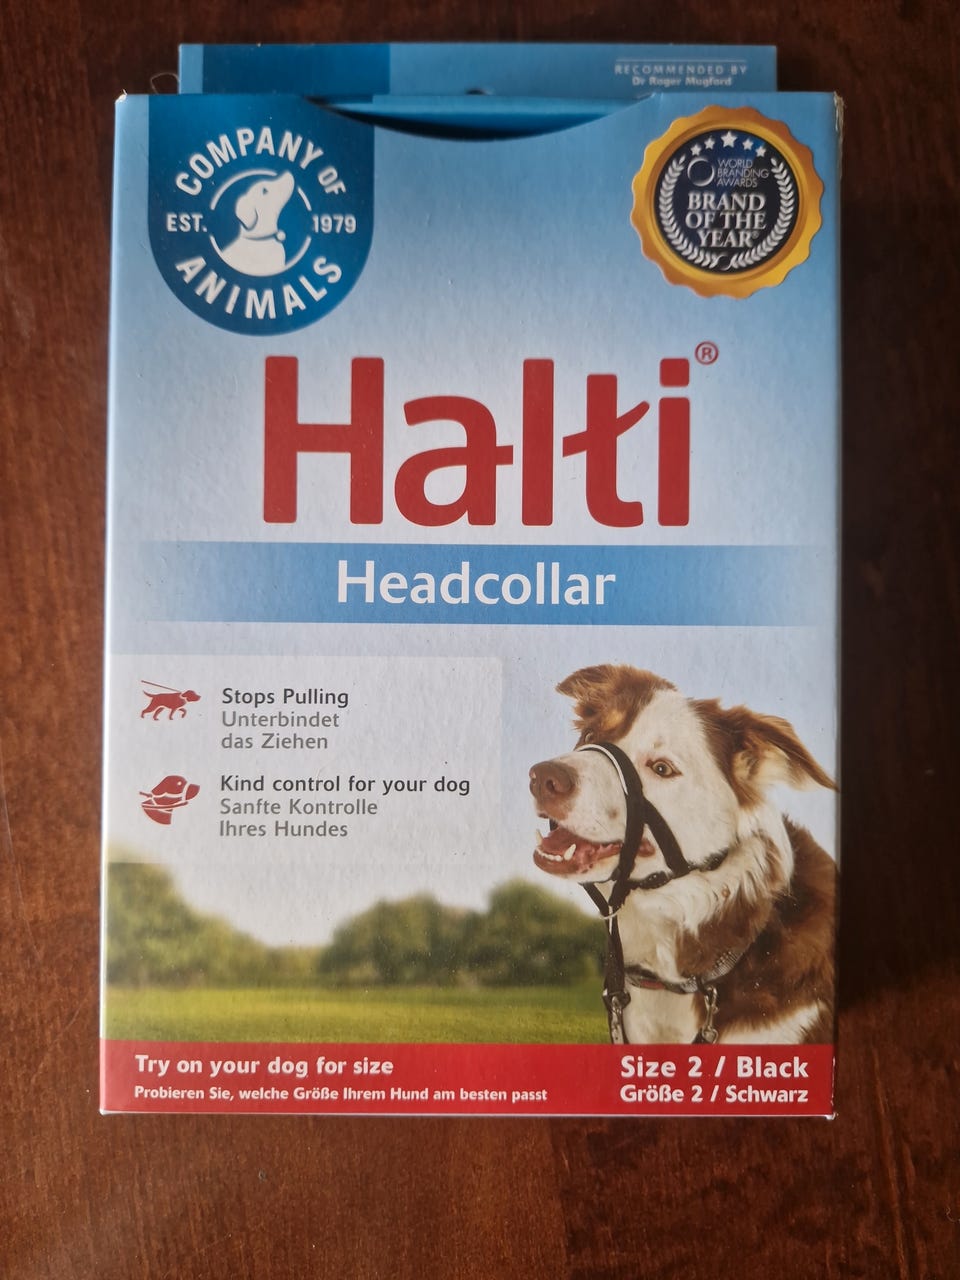 RECOMMENDED BY
Dr Roger Mugford
COMPANY OF
EST. 1979
ANIMALS
WORLD
BRANDING
AWARDS
BRAND
OF THE
YEAR®
Halti®
Headcollar
Stops Pulling
Unterbindet
das Ziehen
Kind control for your dog
Sanfte Kontrolle
Ihres Hundes
Try on your dog for size
Probieren Sie, welche Größe Ihrem Hund am besten passt
Size 2 / Black
Größe 2 / Schwarz